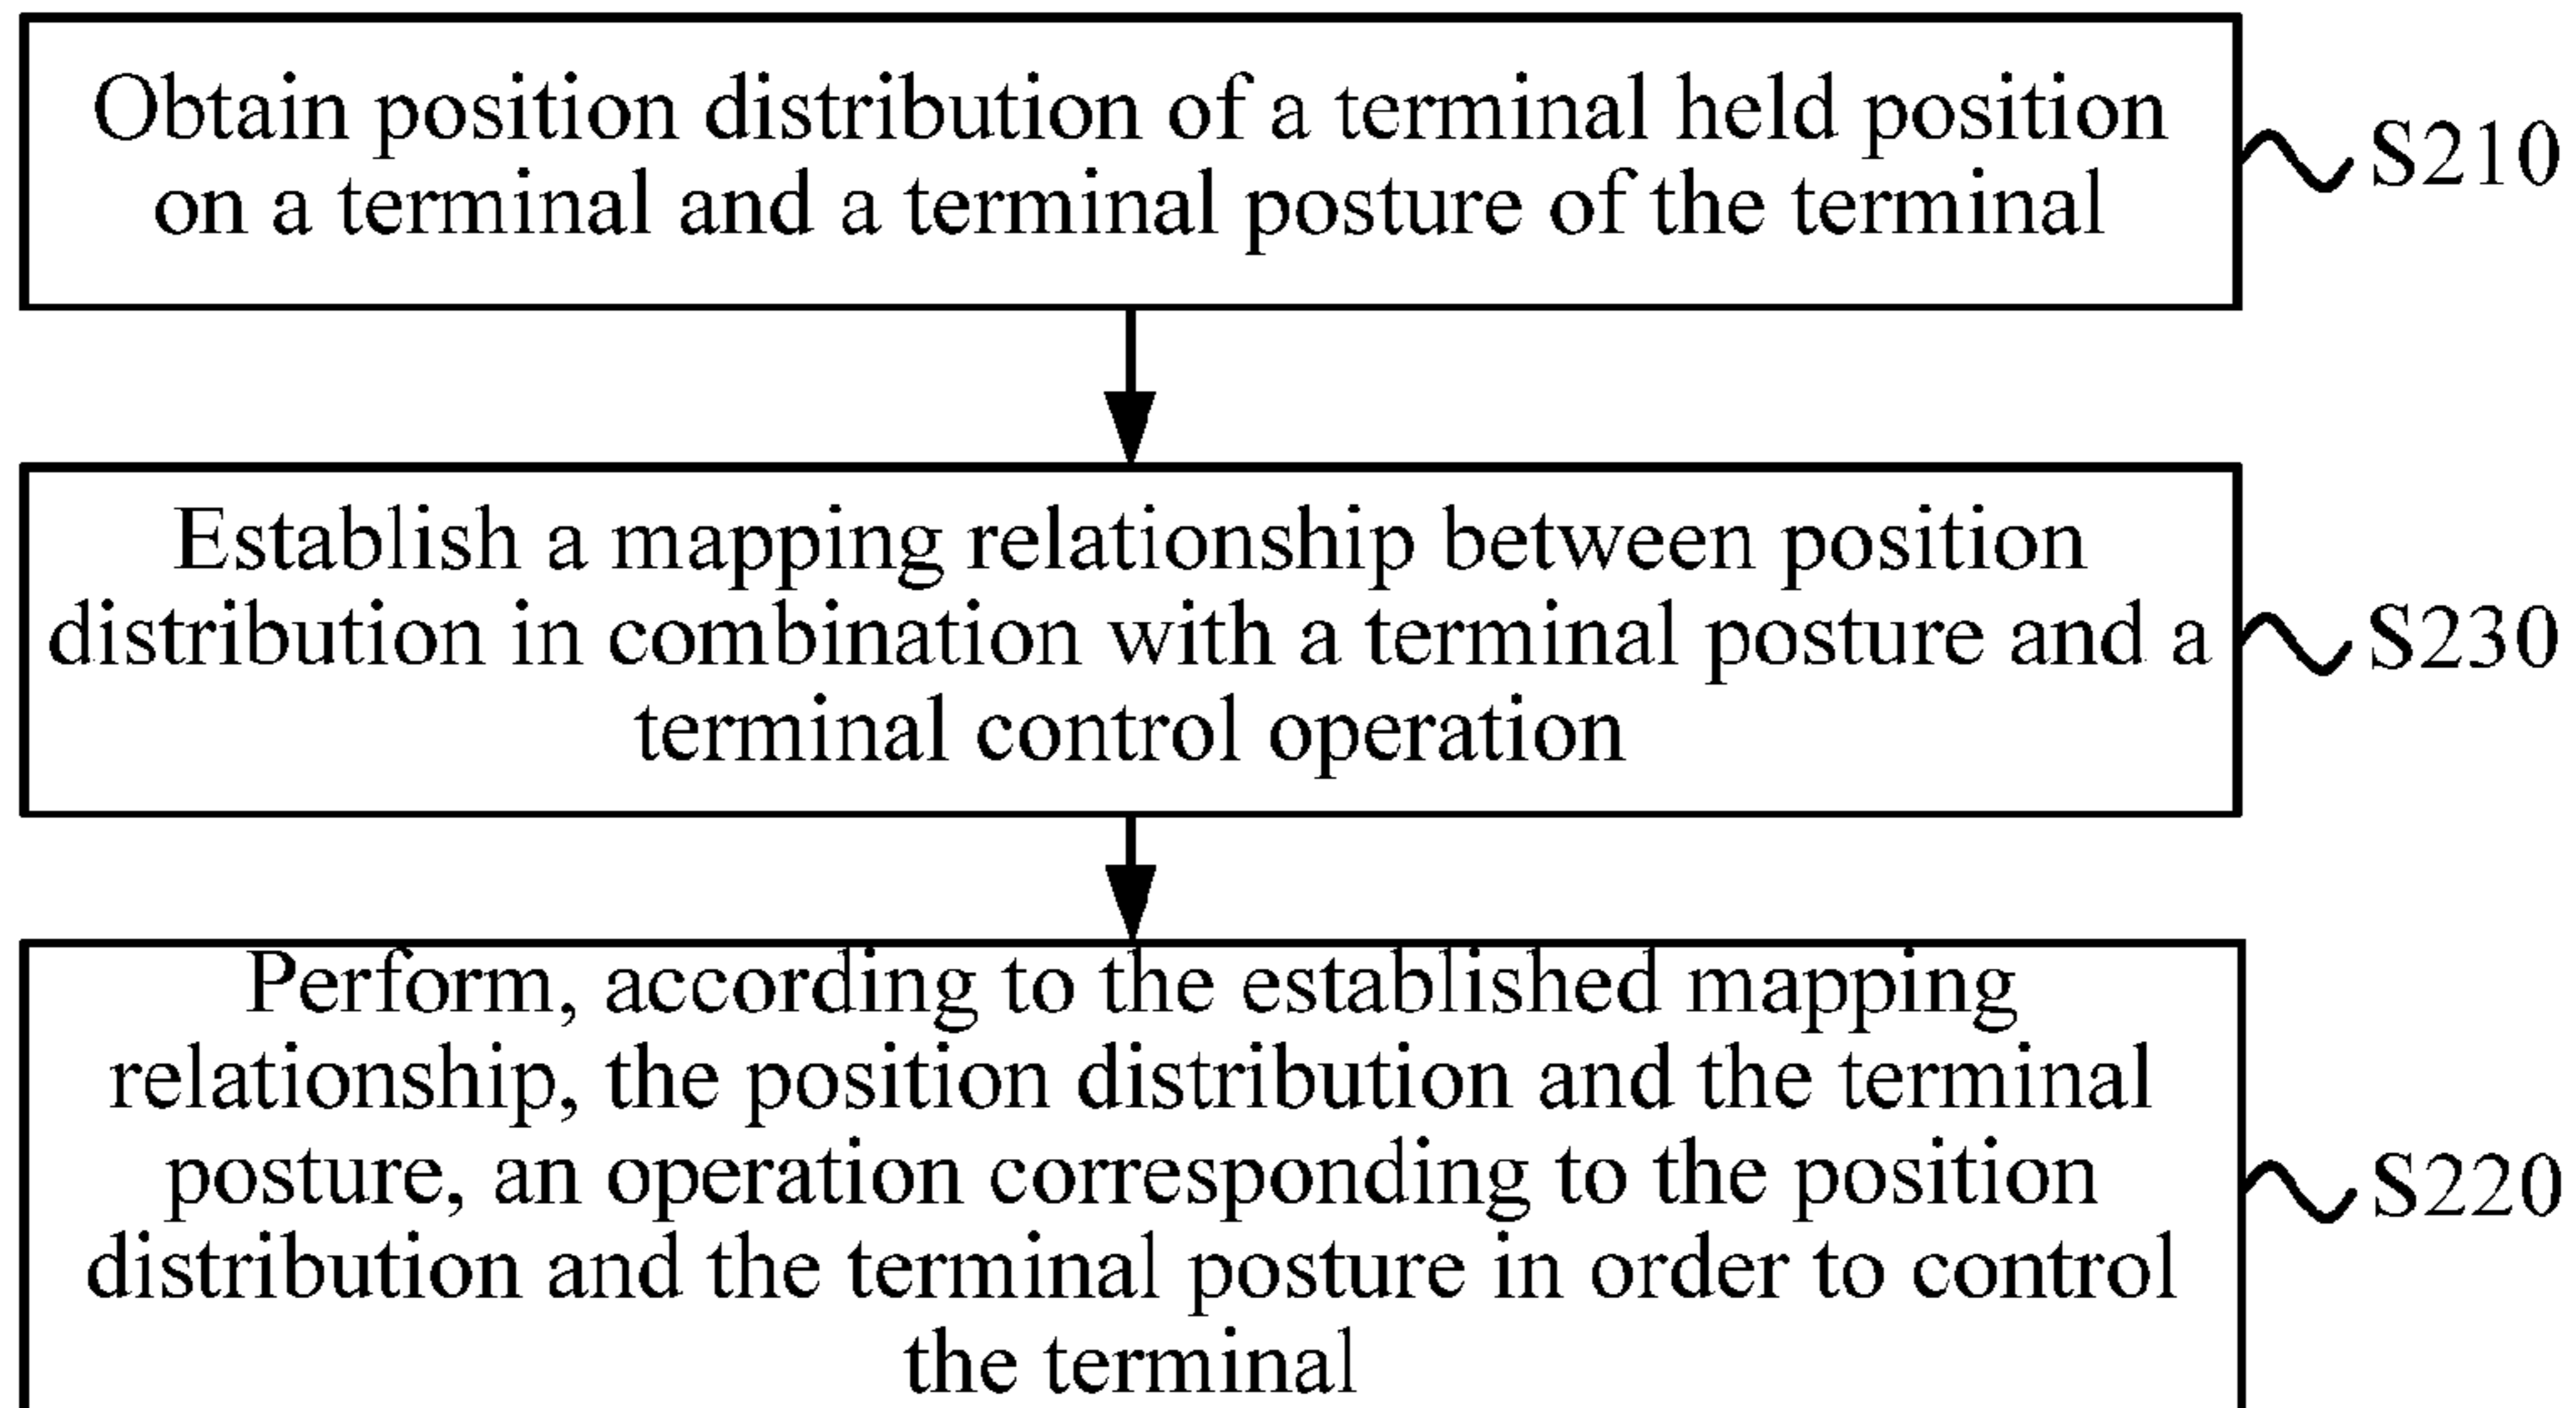 Obtain position distribution of a terminal held position
on a terminal and a terminal posture of the terminal
S210
Establish a mapping relationship between position
distribution in combination with a terminal posture and a
terminal control operation
S230
Perform, according to the established mapping
relationship, the position distribution and the terminal
posture, an operation corresponding to the position
distribution and the terminal posture in order to control
the terminal
S220